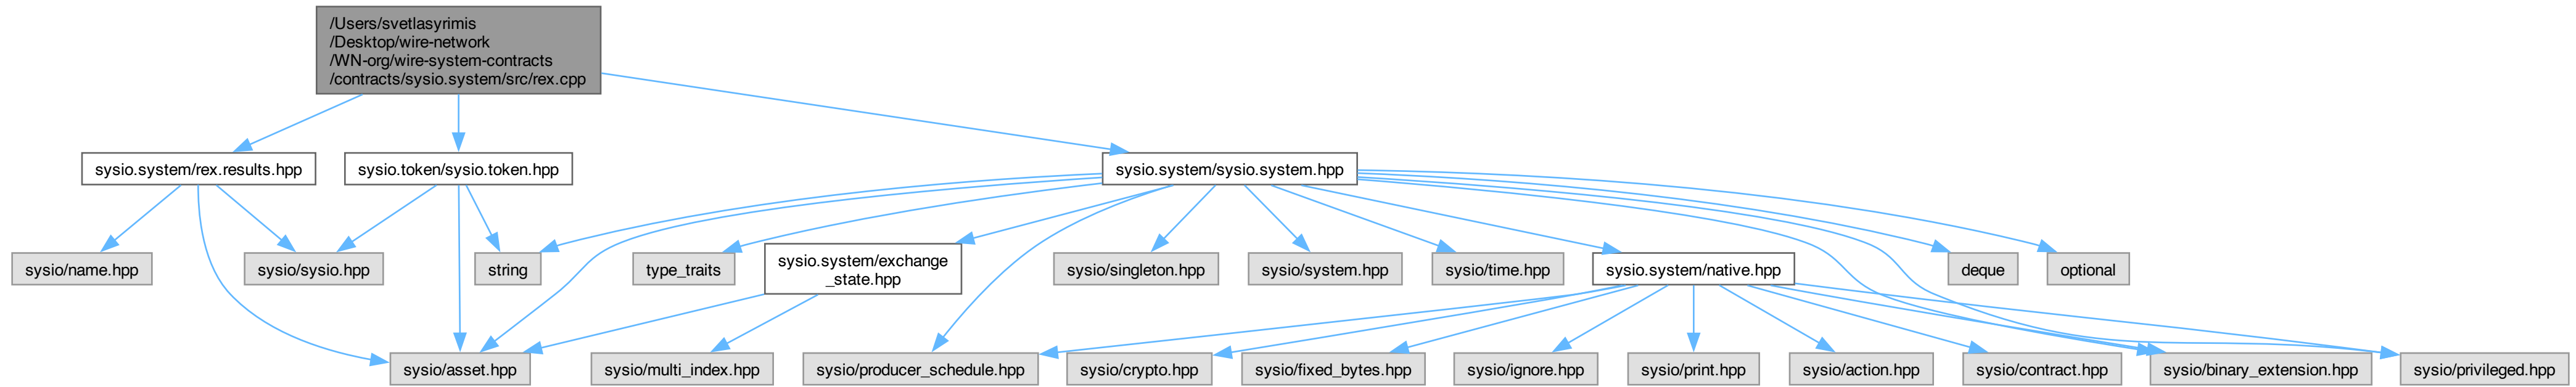 /Users/svetlasyrimis
/Desktop/wire-network
/WN-org/wire-system-contracts
/contracts/sysio.system/src/rex.cpp
sysio.system/rex.results.hpp
sysio.token/sysio.token.hpp
sysio.system/sysio.system.hpp
sysio/name.hpp
sysio/sysio.hpp
string
type_traits
sysio.system/exchange
_state.hpp
sysio/singleton.hpp
sysio/system.hpp
sysio/time.hpp
sysio.system/native.hpp
deque
optional
sysio/asset.hpp
sysio/multi_index.hpp
sysio/producer_schedule.hpp
sysio/crypto.hpp
sysio/fixed_bytes.hpp
sysio/ignore.hpp
sysio/print.hpp
sysio/action.hpp
sysio/contract.hpp
sysio/binary_extension.hpp
sysio/privileged.hpp